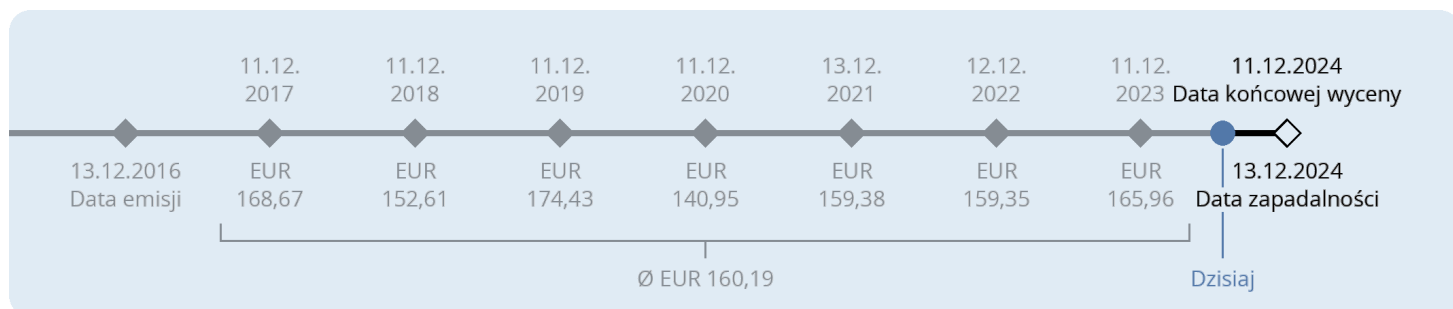 11.12.
2017
11.12.
2018
11.12.
2019
11.12.
2020
13.12.
2021
12.12.
2022
11.12.
2023
11.12.2024
Data końcowej wyceny
13.12.2016
Data emisji
EUR
168,67
EUR
152,61
EUR
174,43
EUR
140,95
EUR
159,38
EUR
159,35
EUR
165,96
13.12.2024
Data zapadalności
Ø EUR 160,19
Dzisiaj